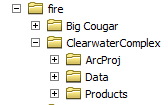 fire
Big Cougar
ClearwaterComplex
ArcProj
Data
Products